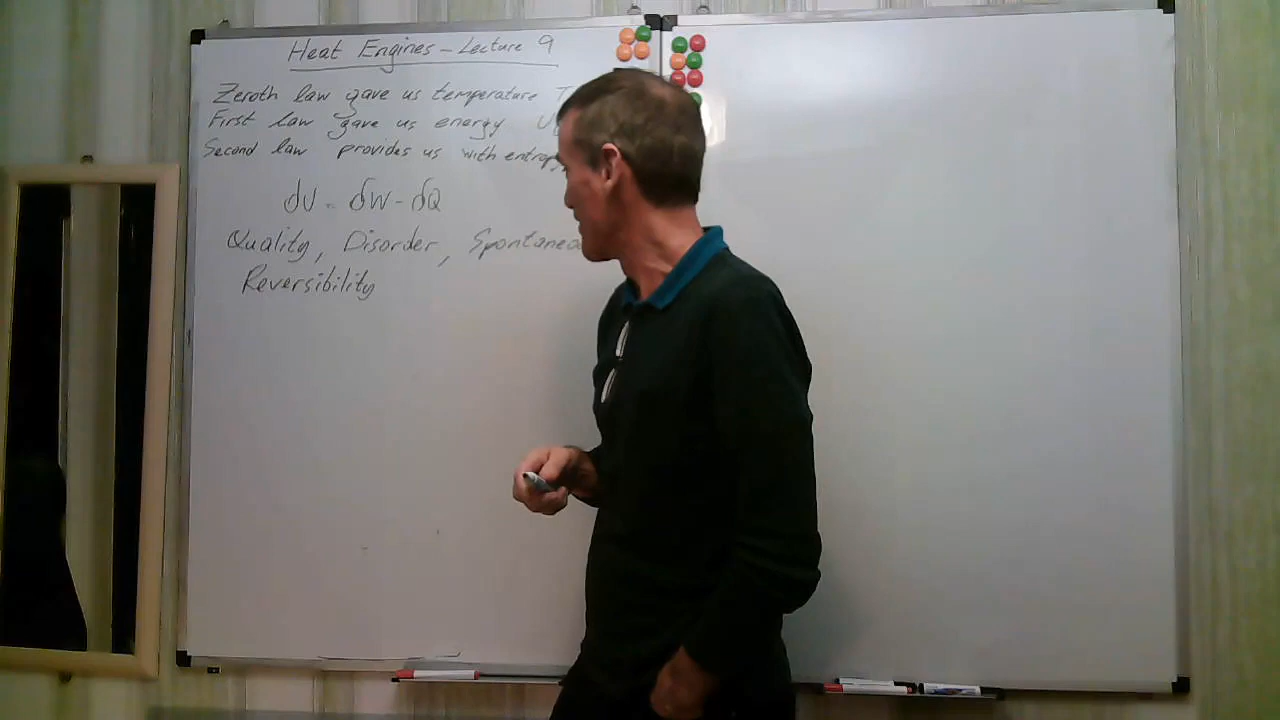 Heat Engines - Lecture 9
Zeroth law gave us temperature T
First law gave us energy U
Second law provides us with
dU = δW - δQ
Quality, Disorder,
Reversibility